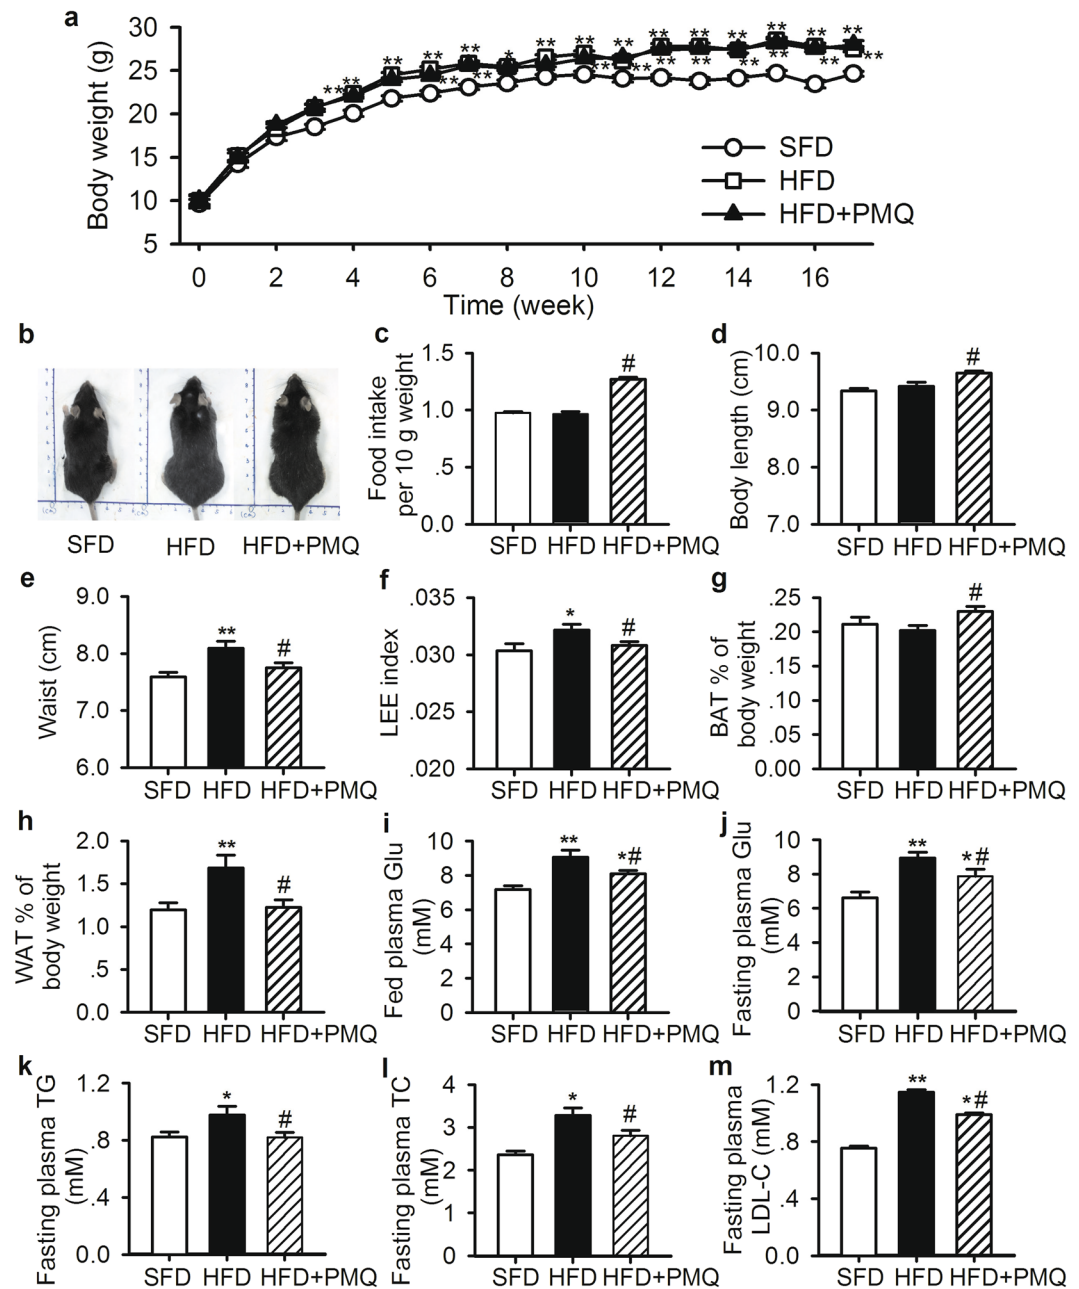 a
Body weight (g)
30
25
20
15
10
5
** ** ** ** ** * ** ** ** ** ** ** ** ** **
** ** ** ** ** ** ** ** ** **
SFD
HFD
HFD+PMQ
0 2 4 6 8 10 12 14 16
Time (week)
b
SFD HFD HFD+PMQ
c
Food intake
per 10 g weight
1.5
1.0
.5
0.0
#
SFD HFD HFD+PMQ
d
Body length (cm)
10.0
9.0
8.0
7.0
#
SFD HFD HFD+PMQ
e
Waist (cm)
9.0
8.0
7.0
6.0
** #
SFD HFD HFD+PMQ
f
LEE index
.035
.030
.025
.020
* #
SFD HFD HFD+PMQ
g
BAT % of
body weight
.25
.20
.15
.10
.05
0.00
#
SFD HFD HFD+PMQ
h
WAT % of
body weight
2.0
1.5
1.0
.5
0.0
** #
SFD HFD HFD+PMQ
i
Fed plasma Glu
(mM)
10
8
6
4
2
0
** *#
SFD HFD HFD+PMQ
j
Fasting plasma Glu
(mM)
10
8
6
4
2
0
** *#
SFD HFD HFD+PMQ
k
Fasting plasma TG
(mM)
1.2
.8
.4
0.0
* #
SFD HFD HFD+PMQ
l
Fasting plasma TC
(mM)
4
3
2
1
0
* #
SFD HFD HFD+PMQ
m
Fasting plasma
LDL-C (mM)
1.2
.8
.4
0.0
** *#
SFD HFD HFD+PMQ